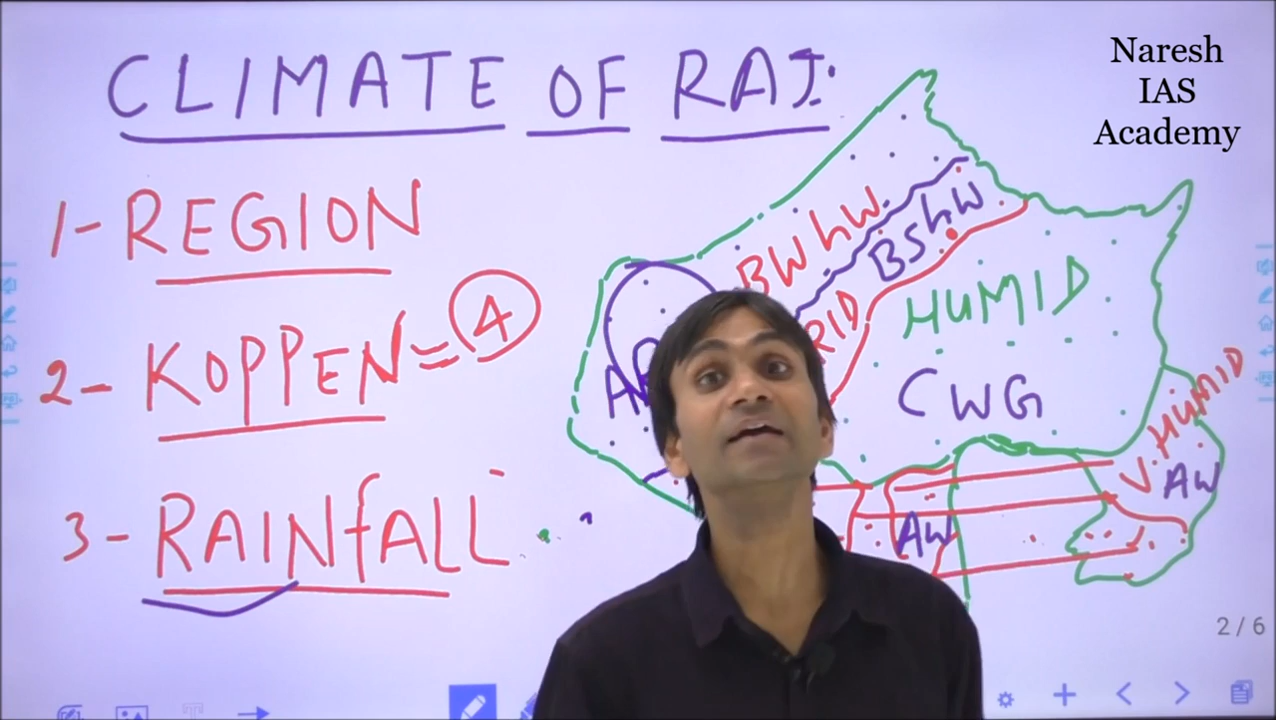 CLIMATE OF RAJ.
Naresh
IAS
Academy
1- REGION
2- KOPPEN = 4
3- RAINfALL
BWhW
BShW
RID
HUMID
CWG
V. HUMID
AW
AW
2 / 6